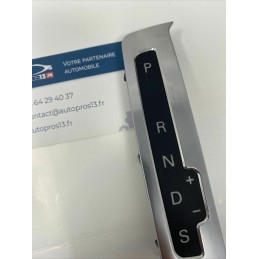 VOTRE PARTENAIRE
AUTOMOBILE
64 29 40 37
contact@autopros13.fr
autopros13.fr
P
R
N
+
D
-
S